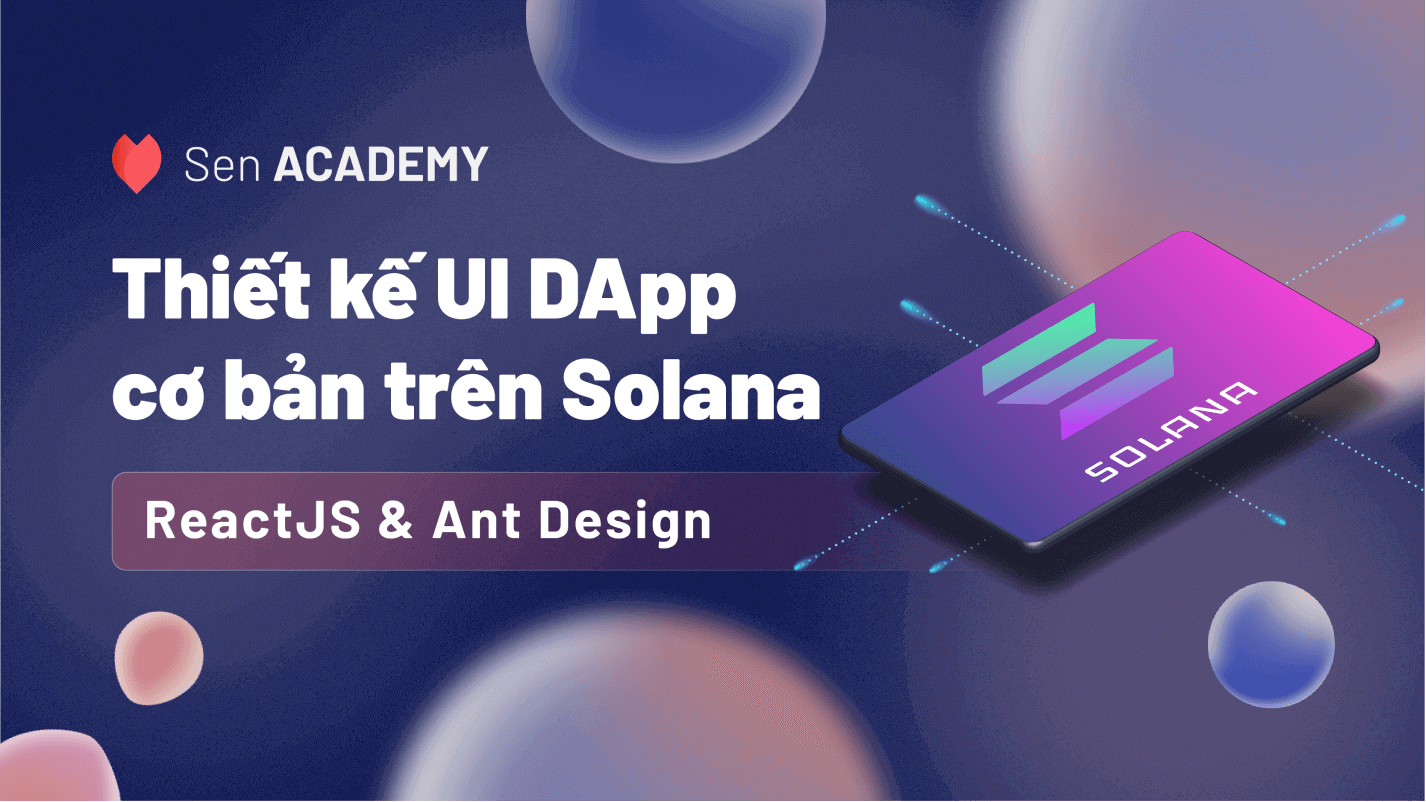 Sen ACADEMY
Thiết kế UI DApp
cơ bản trên Solana
ReactJS & Ant Design
SOLANA